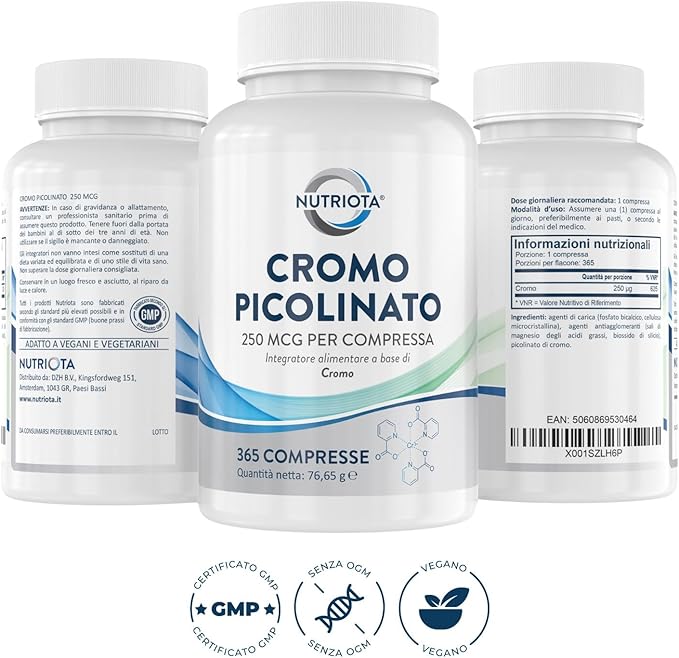 CROMO PICOLINATO 250 MCG
AVVERTENZE: In caso di gravidanza o allattamento,
consultare un professionista sanitario prima di
assumere questo prodotto. Tenere fuori dalla portata
dei bambini al di sotto dei tre anni di età. Non
utilizzare se il sigillo è mancante o danneggiato.
Gli integratori non vanno intesi come sostituti di una
dieta variata ed equilibrata e di uno stile di vita sano.
Non superare la dose giornaliera consigliata.
Conservare in un luogo fresco e asciutto, al riparo da
luce e calore.
Tutti i prodotti Nutriota sono fabbricati
secondo gli standard più elevati possibili e in
conformità con gli standard GMP (buone prassi
di fabbricazione).
GMP
ADATTO A VEGANI E VEGETARIANI
NUTRIOTA
Distribuito da: DZH B.V., Kingsfordweg 151,
Amsterdam, 1043 GR, Paesi Bassi
www.nutriota.it
DA CONSUMARSI PREFERIBILMENTE ENTRO IL LOTTO
NUTRIOTA®
CROMO
PICOLINATO
250 MCG PER COMPRESSA
Integratore alimentare a base di
Cromo
365 COMPRESSE
Quantità netta: 76,65 g e
Dose giornaliera raccomandata: 1 compressa
Modalità d'uso: Assumere una (1) compressa al
giorno, preferibilmente ai pasti, o secondo le
indicazioni del medico.
Informazioni nutrizionali
Porzione: 1 compressa
Porzioni per flacone: 365
Quantità per porzione % VNR*
Cromo 250 µg 625
* VNR = Valore Nutritivo di Riferimento
Ingredienti: agenti di carica (fosfato bicalcico, cellulosa
microcristallina), agenti antiagglomeranti (sali di
magnesio degli acidi grassi, biossido di silicio),
picolinato di cromo.
EAN: 5060869530464
X001SZLH6P
CERTIFICATO GMP
GMP
CERTIFICATO GMP
SENZA OGM
SENZA OGM
VEGANO
VEGANO